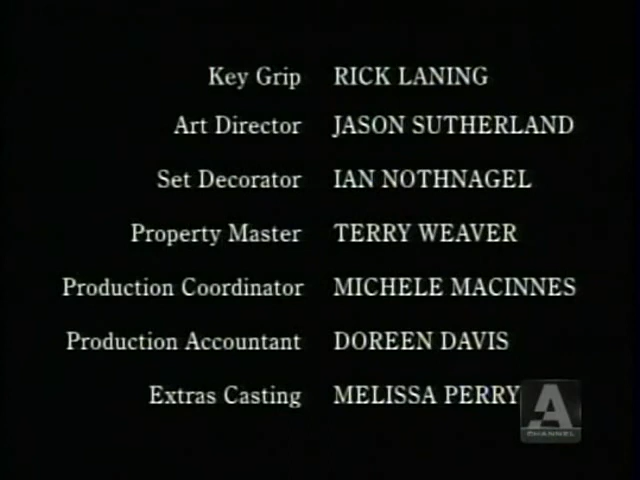 Key Grip RICK LANING
Art Director JASON SUTHERLAND
Set Decorator IAN NOTHNAGEL
Property Master TERRY WEAVER
Production Coordinator MICHELE MACINNES
Production Accountant DOREEN DAVIS
Extras Casting MELISSA PERRY
A
CHANNEL